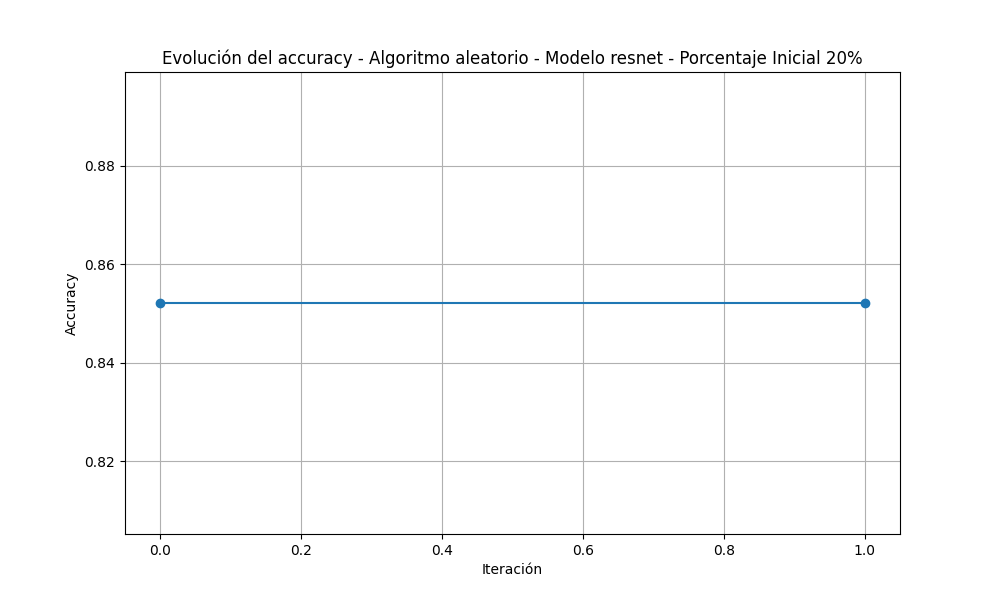 Evolución del accuracy - Algoritmo aleatorio - Modelo resnet - Porcentaje Inicial 20%
0.88
0.86
0.84
0.82
Accuracy
0.0 0.2 0.4 0.6 0.8 1.0
Iteración